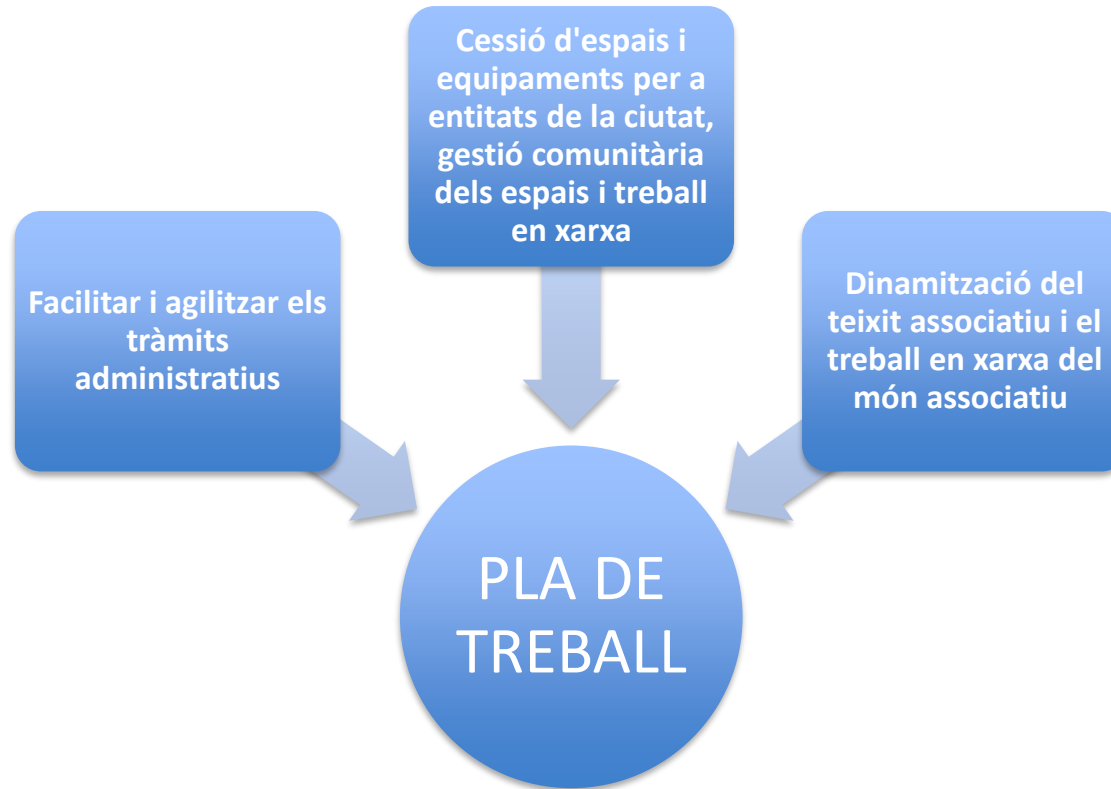 Cessió d'espais i
equipaments per a
entitats de la ciutat,
gestió comunitària
dels espais i treball
en xarxa
Facilitar i agilitzar els
tràmits
administratius
Dinamització del
teixit associatiu i el
treball en xarxa del
món associatiu
PLA DE
TREBALL